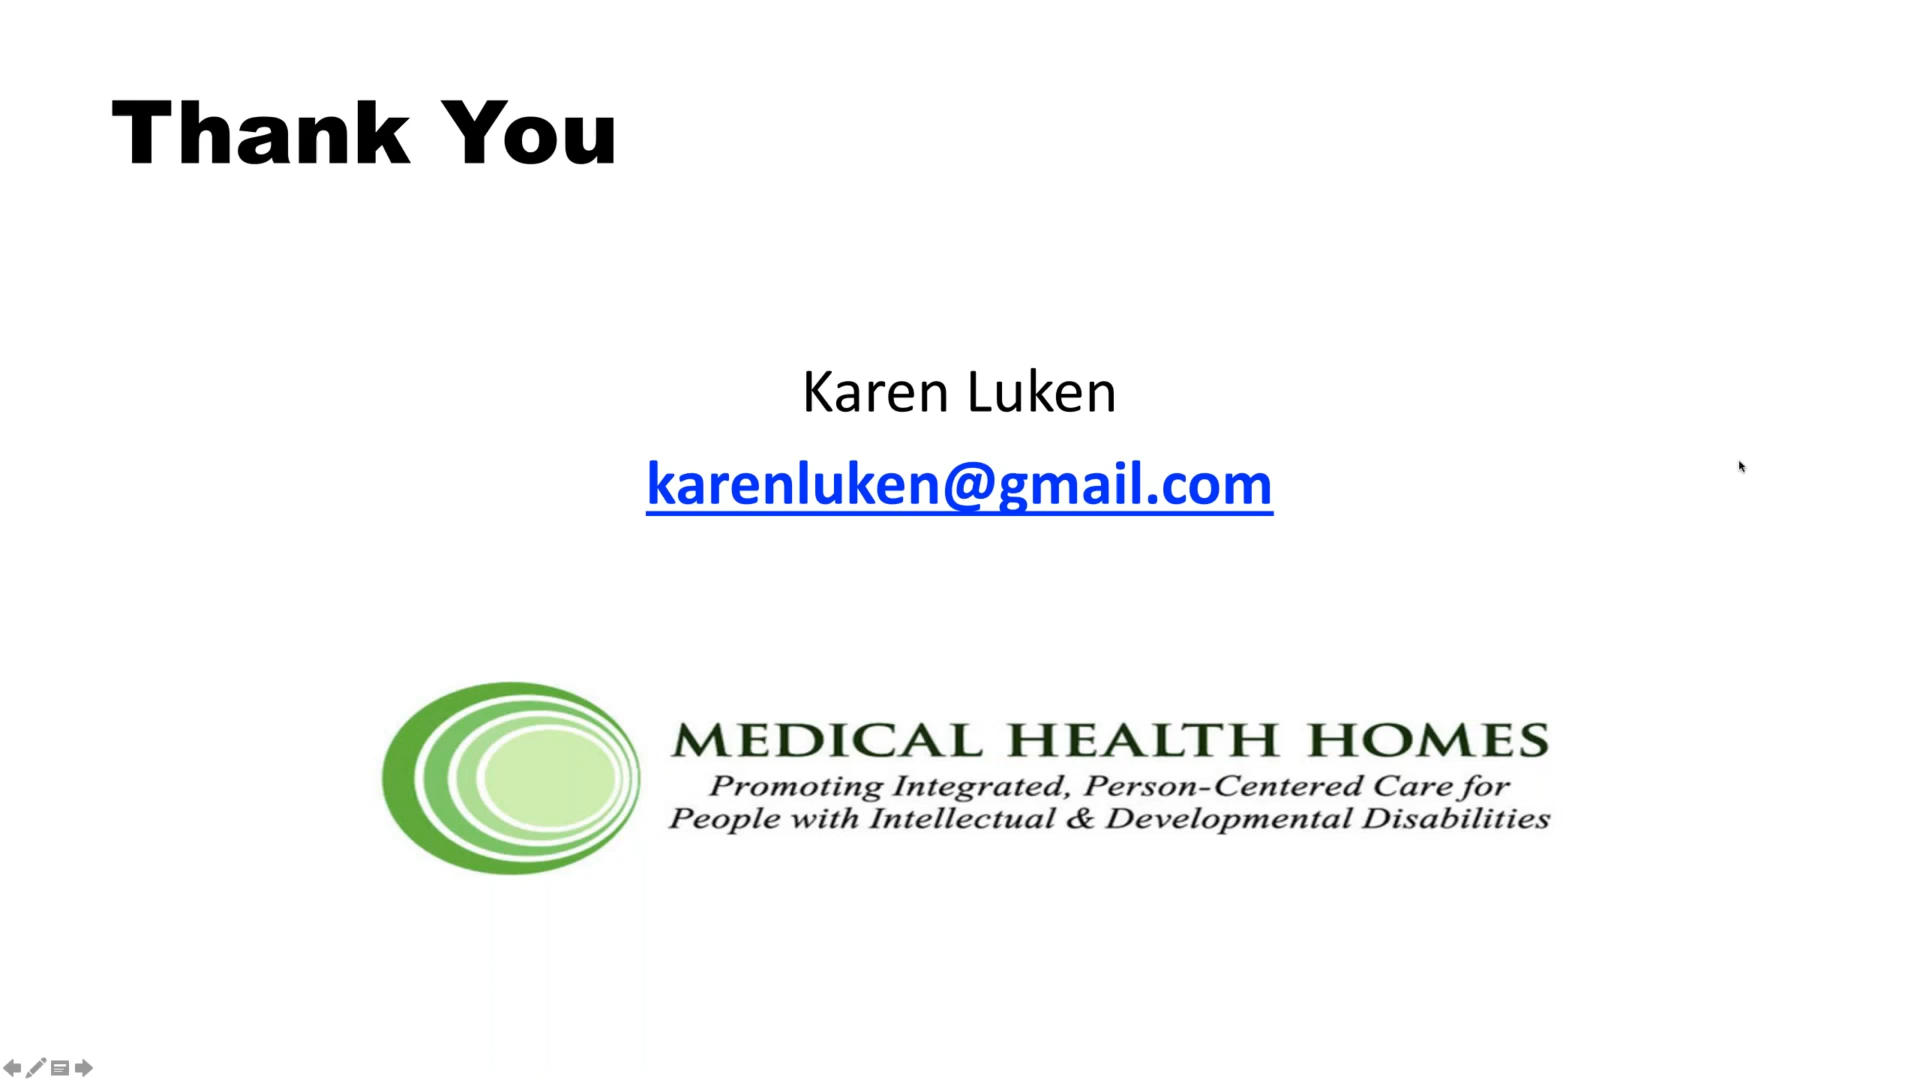 Thank You
Karen Luken
karenluken@gmail.com
MEDICAL HEALTH HOMES
Promoting Integrated, Person-Centered Care for
People with Intellectual & Developmental Disabilities